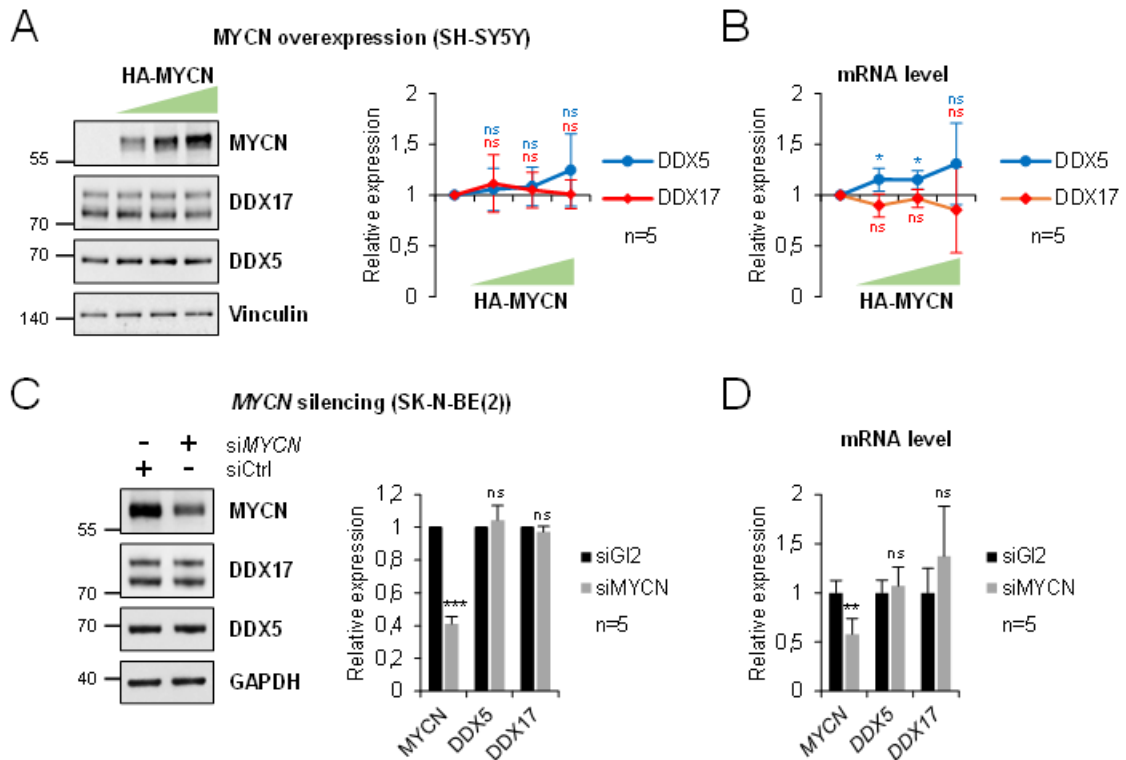 A
MYCN overexpression (SH-SY5Y)
HA-MYCN
MYCN
55
DDX17
70
70
DDX5
140
Vinculin
Relative expression
2
1,5
1
0,5
0
ns
ns
ns
ns
ns
ns
DDX5
DDX17
n=5
HA-MYCN
B
mRNA level
Relative expression
2
1,5
1
0,5
0
*
*
ns
ns
ns
ns
DDX5
DDX17
n=5
HA-MYCN
C
MYCN silencing (SK-N-BE(2))
- + siMYCN
+ - siCtrl
MYCN
55
DDX17
70
70
DDX5
40
GAPDH
Relative expression
1,2
1
0,8
0,6
0,4
0,2
0
***
ns
ns
MYCN
DDX5
DDX17
siGl2
siMYCN
n=5
D
mRNA level
Relative expression
2
1,5
1
0,5
0
**
ns
ns
MYCN
DDX5
DDX17
siGl2
siMYCN
n=5